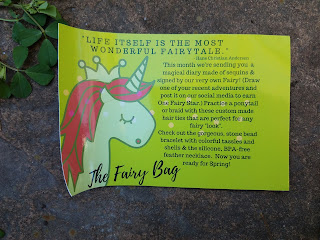 "LIFE ITSELF IS THE MOST
WONDERFUL FAIRYTALE."
-Hans Christian Andersen
This month we're sending you a
magical diary made of sequins &
signed by our very own Fairy! (Draw
one of your recent adventures and
post it on our social media to earn
One Fairy Star.) Practice a ponytail
or braid with these custom made
hair ties that are perfect for any
fairy "look".
Check out the gorgeous, stone bead
bracelet with colorful tassles and
shells & the silicone, BPA-free
feather necklace. Now you are
ready for Spring!
The Fairy Bag